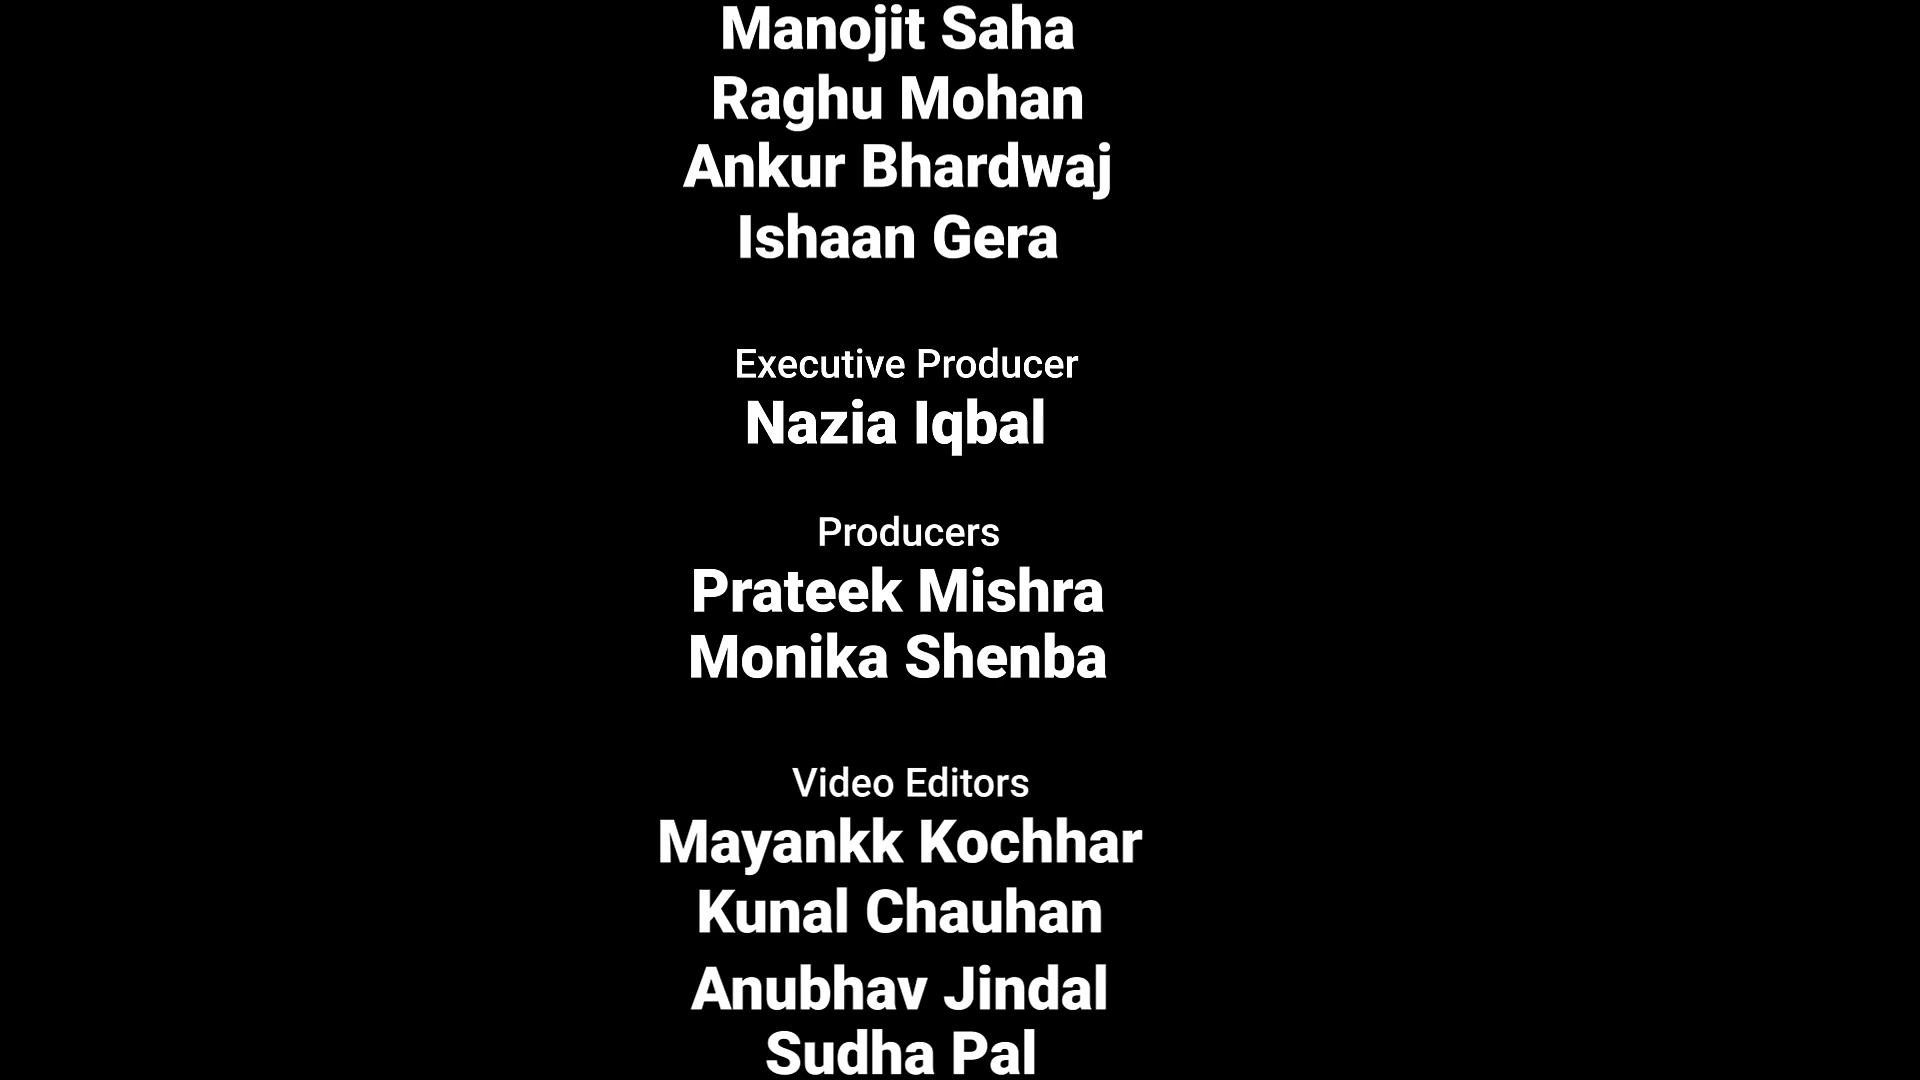 Manojit Saha
Raghu Mohan
Ankur Bhardwaj
Ishaan Gera
Executive Producer
Nazia Iqbal
Producers
Prateek Mishra
Monika Shenba
Video Editors
Mayankk Kochhar
Kunal Chauhan
Anubhav Jindal
Sudha Pal